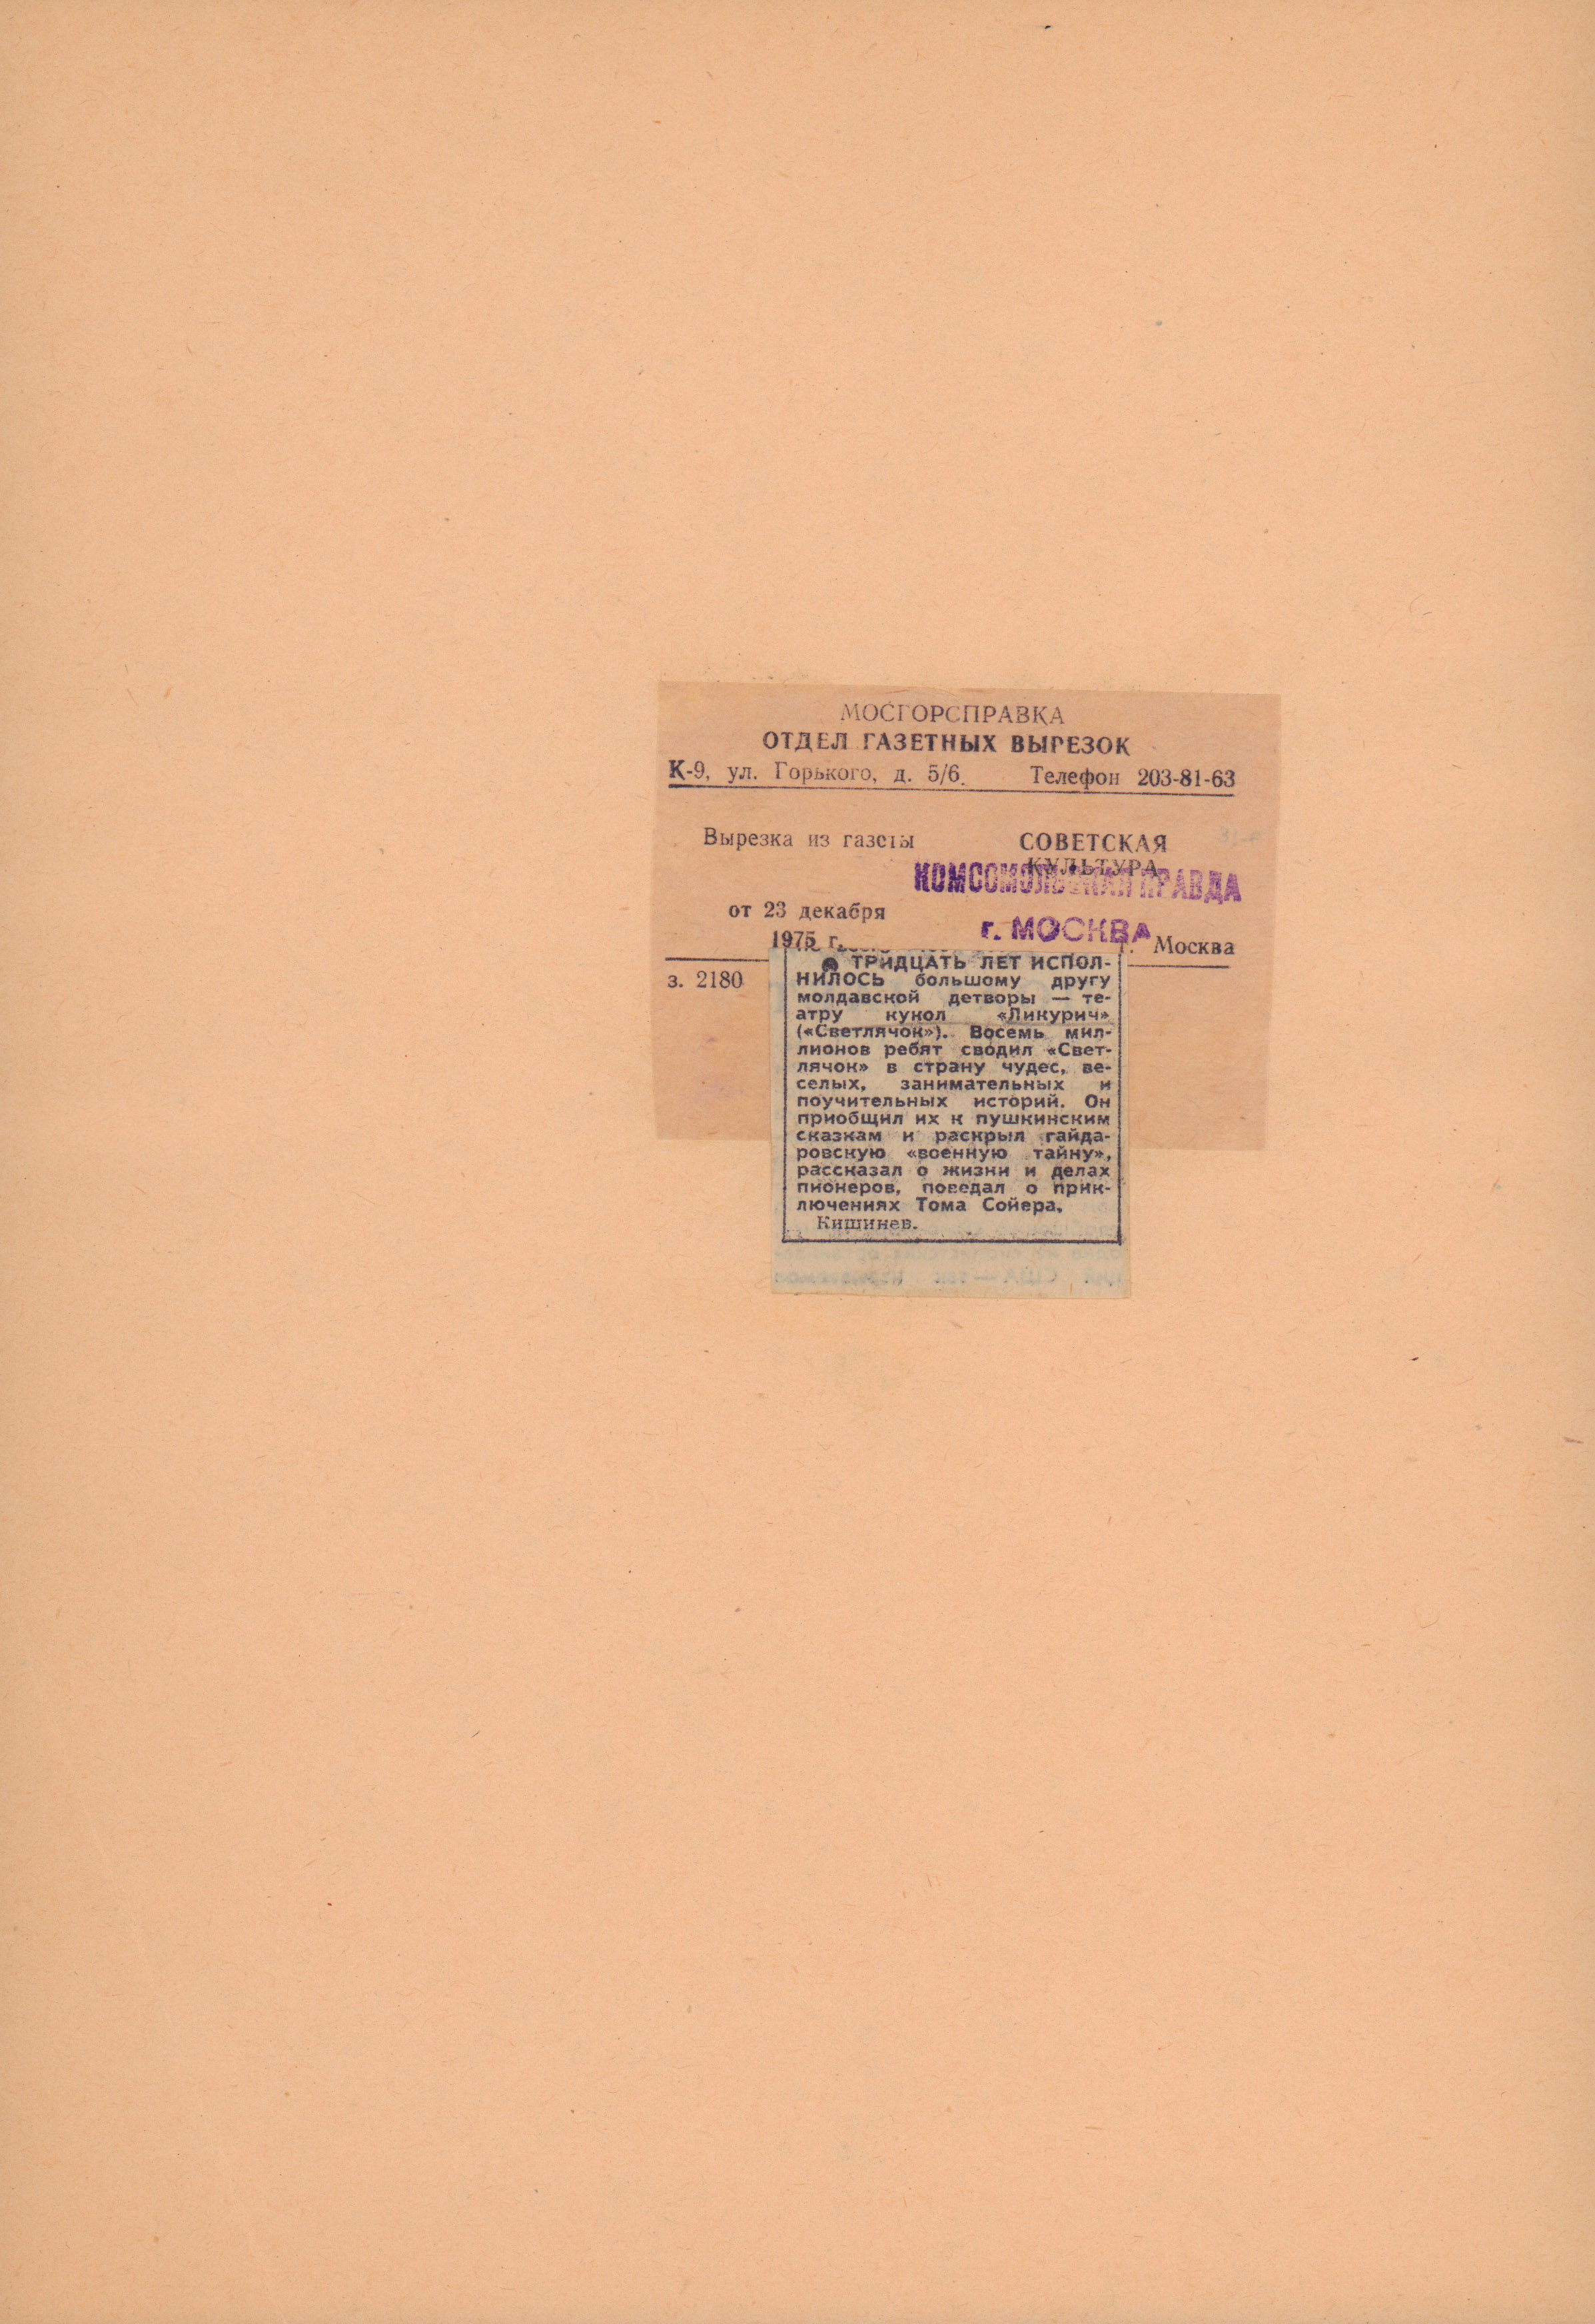 МОСГОРСПРАВКА
ОТДЕЛ ГАЗЕТНЫХ ВЫРЕЗОК
К-9, ул. Горького, д. 5/6. Телефон 203-81-63
Вырезка из газеты
СОВЕТСКАЯ
КУЛЬТУРА
КОМСОМОЛЬСКАЯ ПРАВДА
от 23 декабря
г. МОСКВА
1975 г. г. Москва
з. 2180
● ТРИДЦАТЬ ЛЕТ ИСПОЛ-
НИЛОСЬ большому другу
молдавской детворы — те-
атру кукол «Ликурич»
(«Светлячок»). Восемь мил-
лионов ребят сводил «Свет-
лячок» в страну чудес, ве-
селых, занимательных и
поучительных историй. Он
приобщил их к пушкинским
сказкам и раскрыл гайда-
ровскую «военную тайну»,
рассказал о жизни и делах
пионеров, поведал о прик-
лючениях Тома Сойера.
Кишинев.